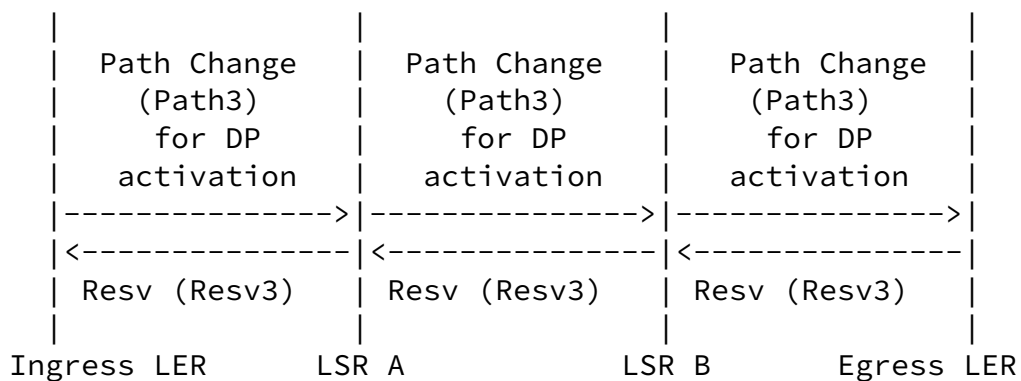 Path Change Path Change Path Change
(Path3) (Path3) (Path3)
for DP for DP for DP
activation activation activation
Resv (Resv3) Resv (Resv3) Resv (Resv3)
Ingress LER LSR A LSR B Egress LER